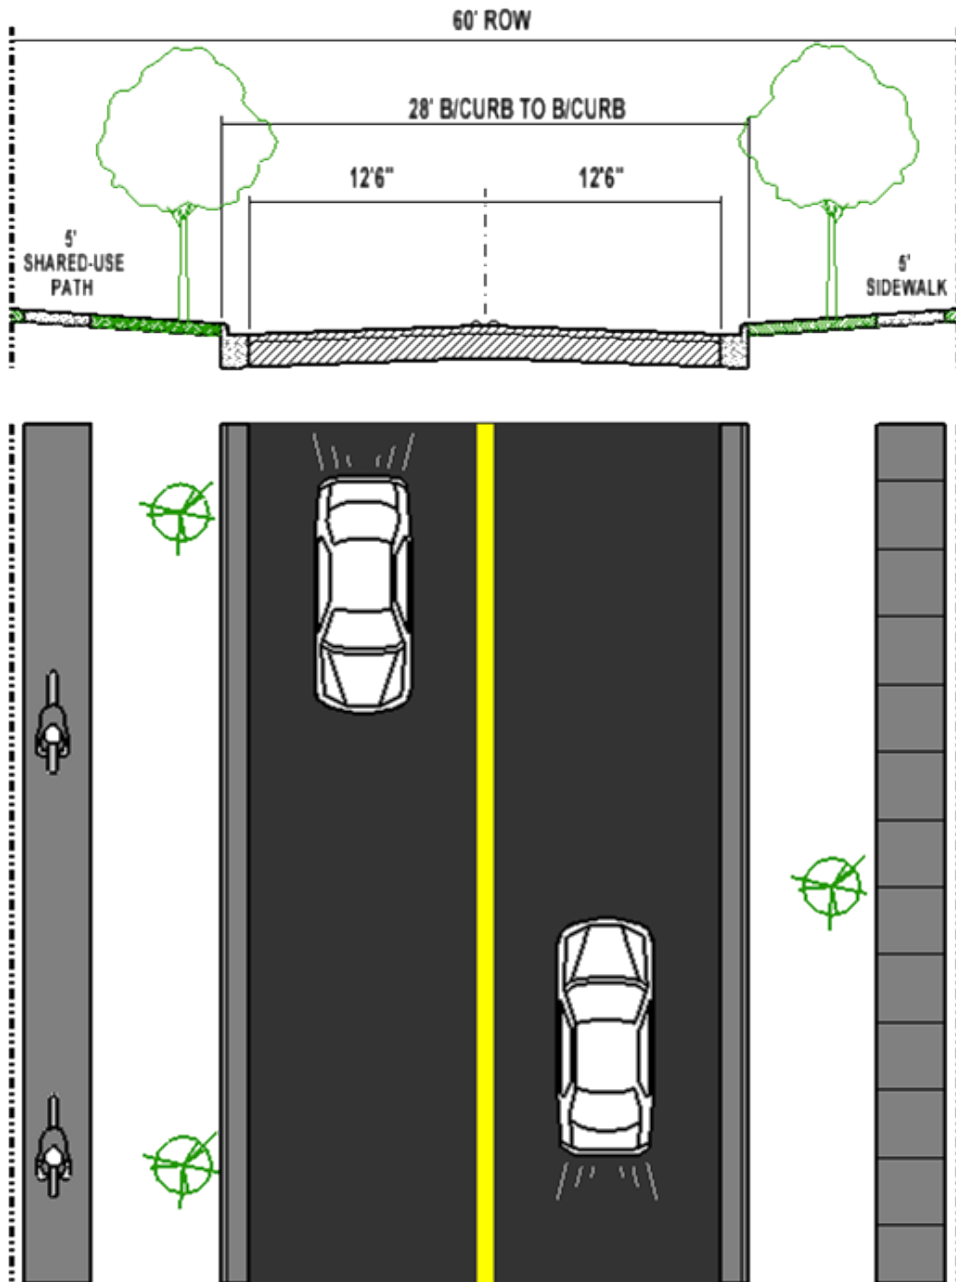 60' ROW
28' B/CURB TO B/CURB
12'6"
12'6"
5'
SHARED-USE
PATH
5'
SIDEWALK